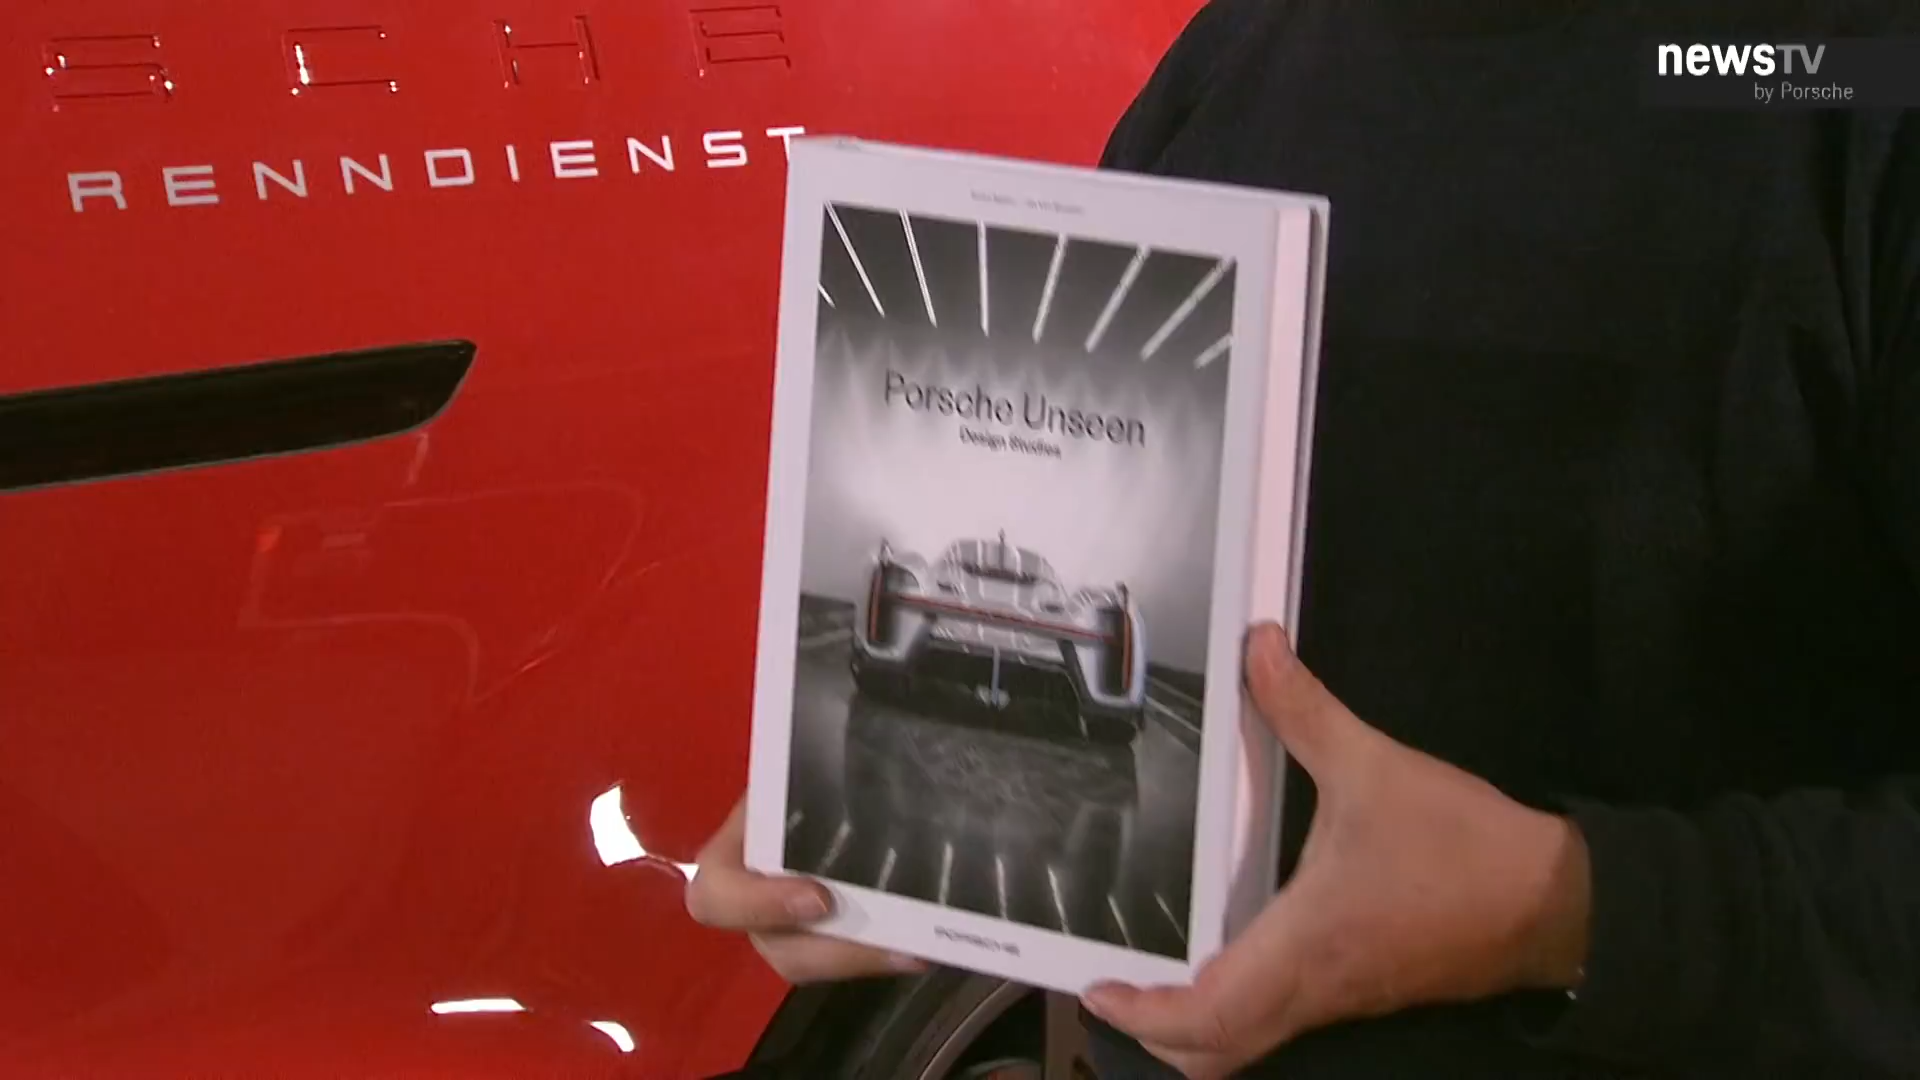 SCHE
RENNDIENST
newsTV
by Porsche
Porsche Unseen
Design Studies
PORSCHE